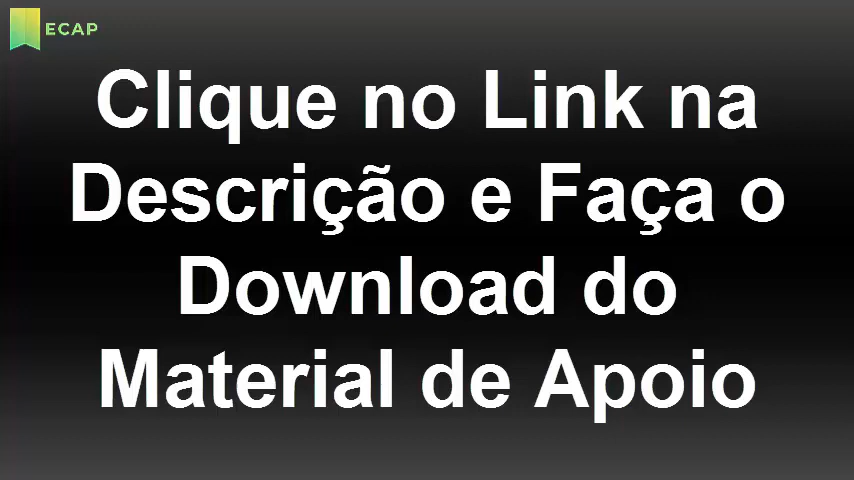 ECAP
Clique no Link na
Descrição e Faça o
Download do
Material de Apoio